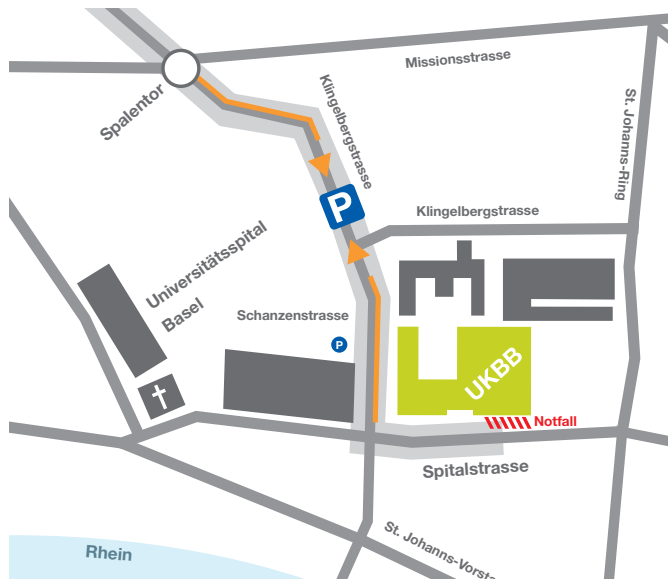 Missionsstrasse
Spalentor
Klingelbergstrasse
St. Johanns-Ring
P
Klingelbergstrasse
Universitätsspital
Basel
Schanzenstrasse
P
UKBB
Notfall
Spitalstrasse
St. Johanns-Vorsta
Rhein